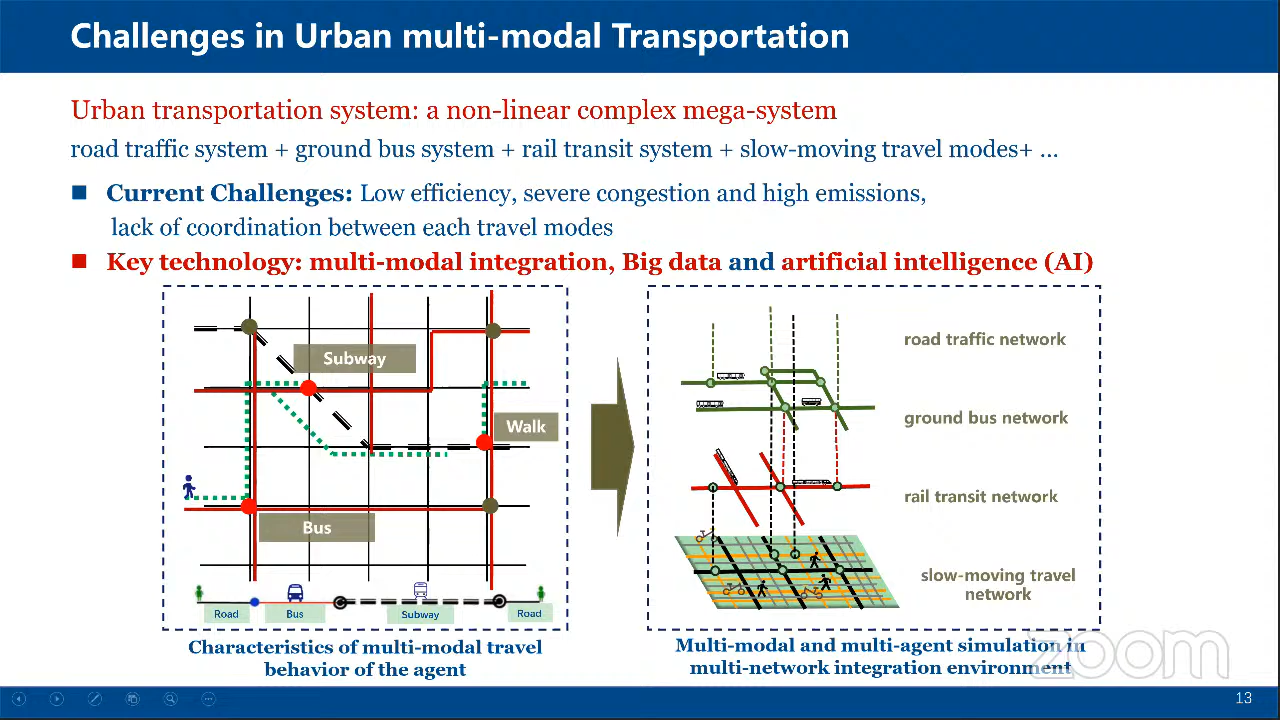 Challenges in Urban multi-modal Transportation
Urban transportation system: a non-linear complex mega-system
road traffic system + ground bus system + rail transit system + slow-moving travel modes+ ...
Current Challenges: Low efficiency, severe congestion and high emissions,
lack of coordination between each travel modes
Key technology: multi-modal integration, Big data and artificial intelligence (AI)
Subway
Walk
Bus
Road
Bus
Subway
Road
Characteristics of multi-modal travel
behavior of the agent
road traffic network
ground bus network
rail transit network
slow-moving travel
network
Multi-modal and multi-agent simulation in
multi-network integration environment
zoom
13